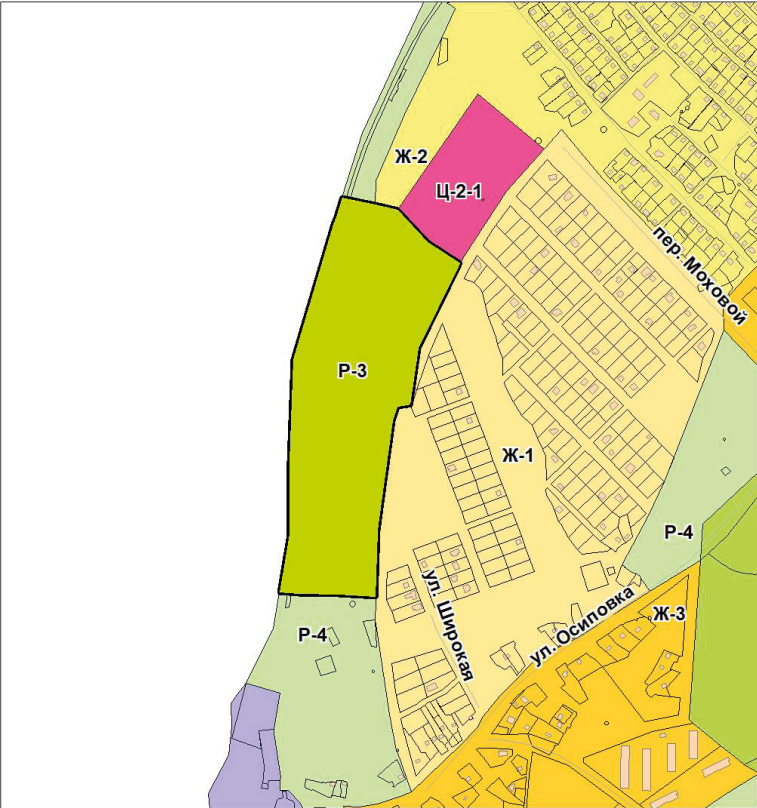 Ж-2
Ц-2-1
пер. Моховой
Р-3
Ж-1
Р-4
ул. Широкая
ул. Осиповка
Ж-3
Р-4